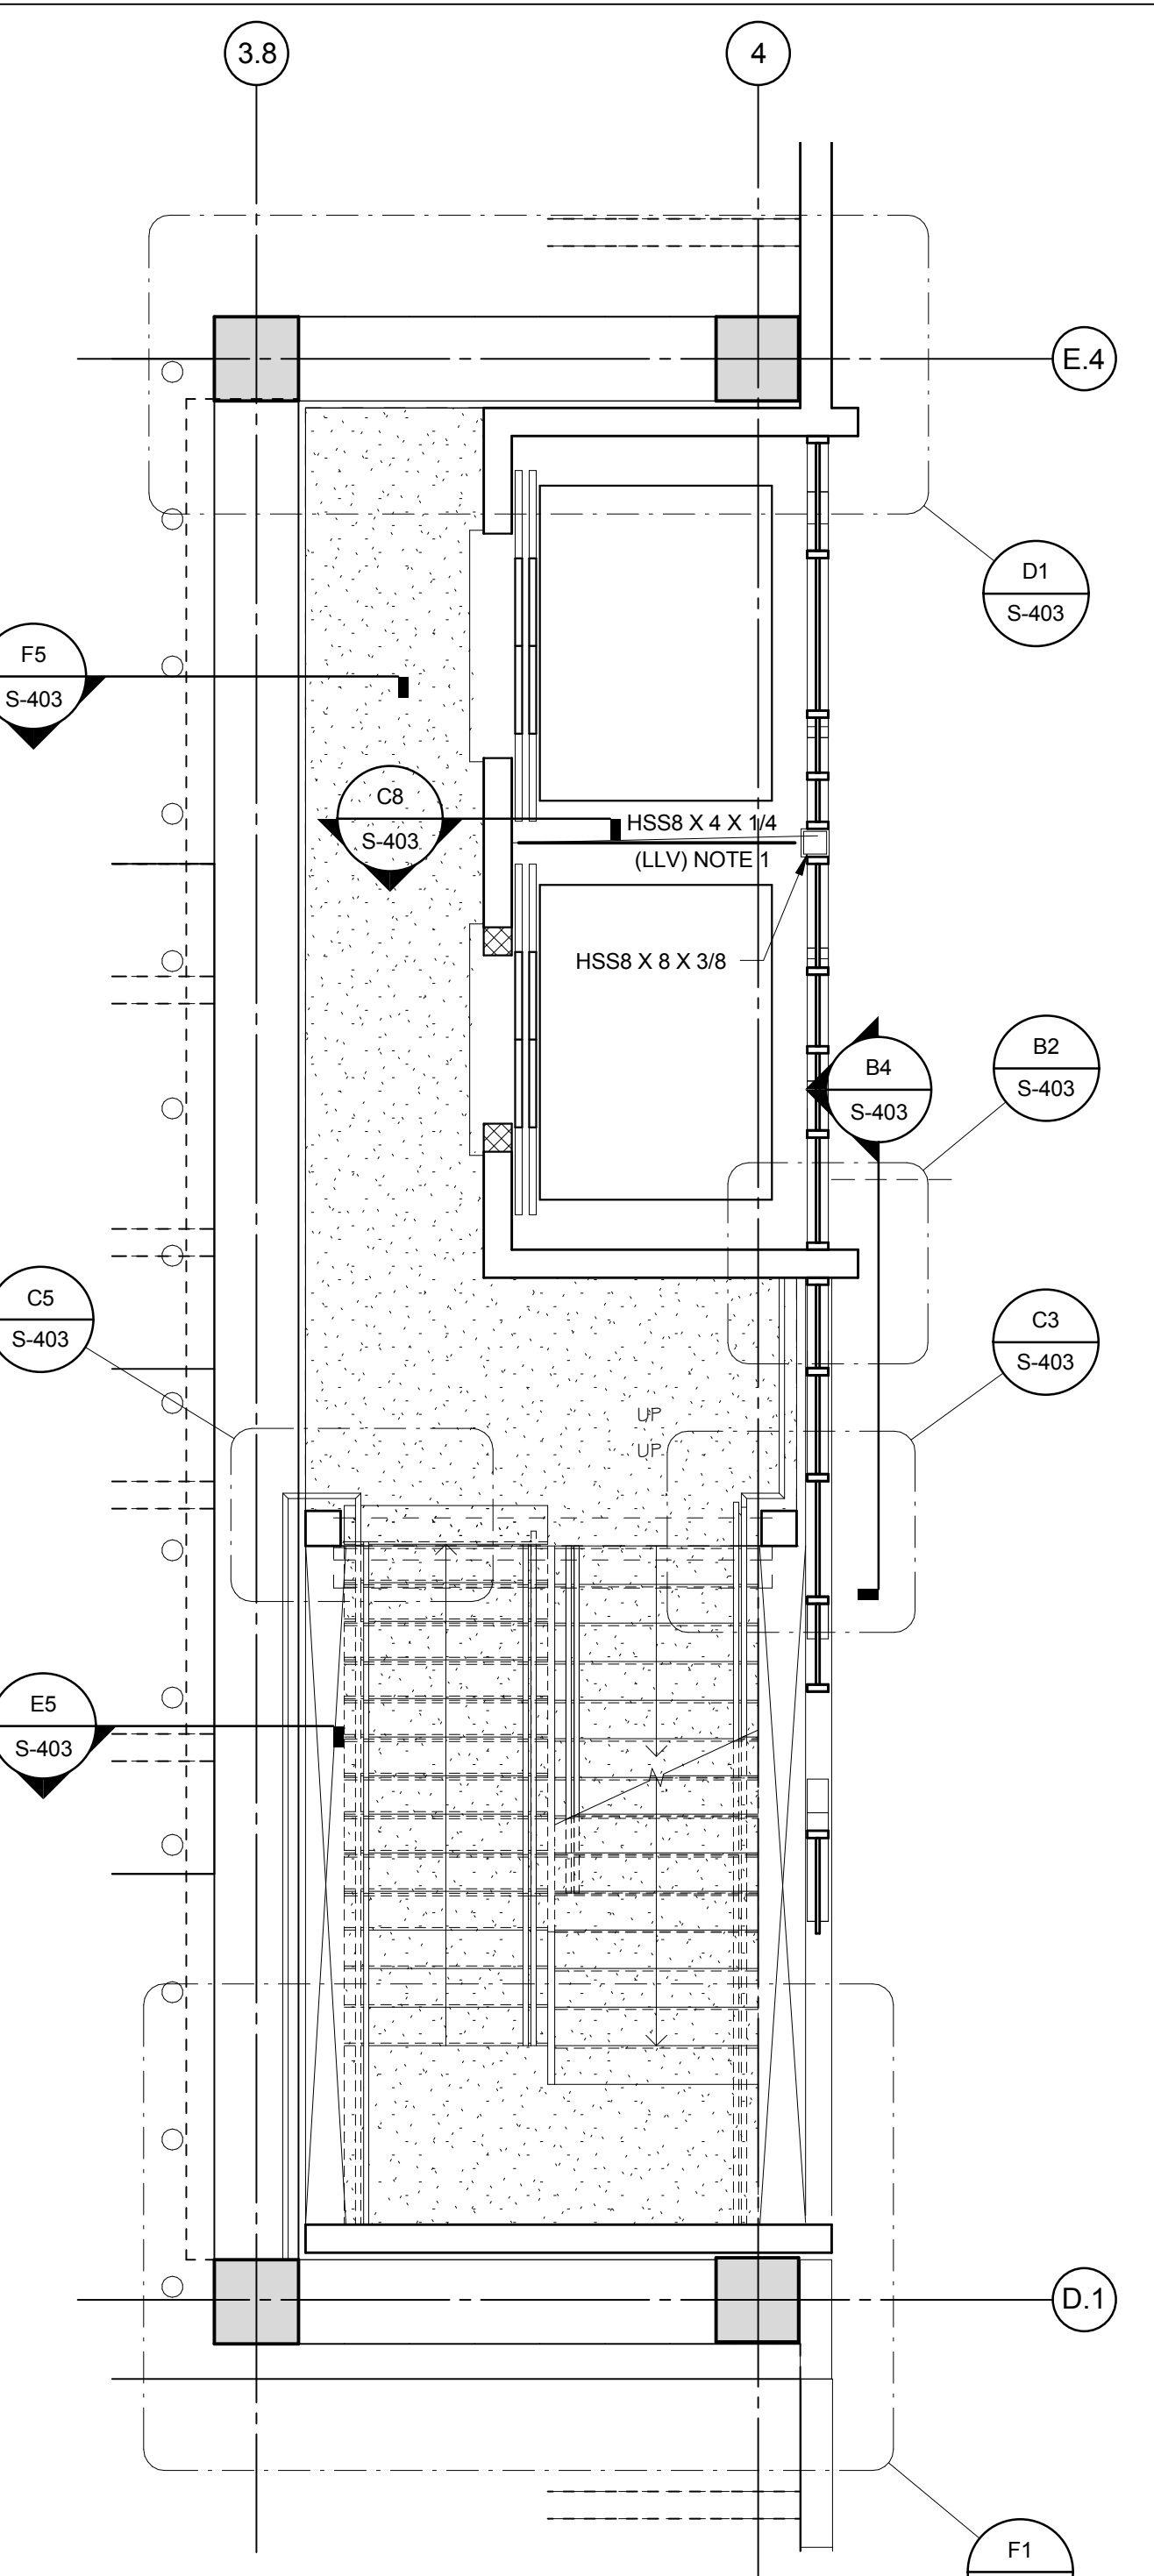 3.8
4
E.4
D1
S-403
F5
S-403
C8
S-403
HSS8 X 4 X 1/4
(LLV) NOTE 1
HSS8 X 8 X 3/8
B4
S-403
B2
S-403
C5
S-403
C3
S-403
UP
UP
E5
S-403
D.1
F1